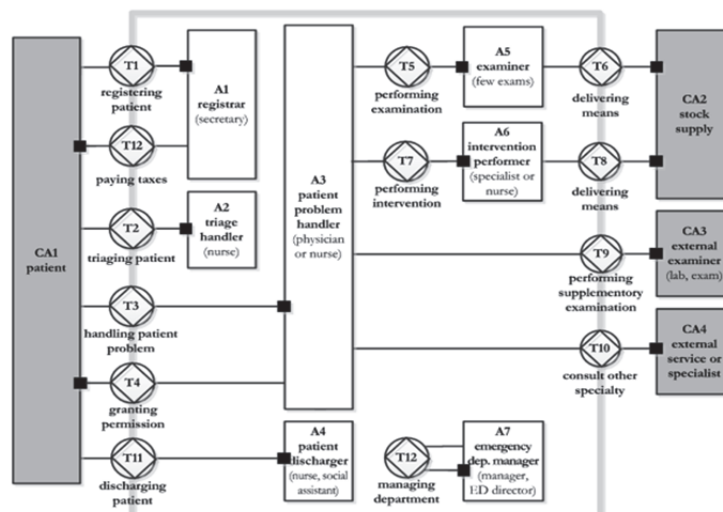 CA1
patient
T1
registering
patient
T12
paying taxes
T2
triaging patient
T3
handling patient
problem
T4
granting
permission
T11
discharging
patient
A1
registrar
(secretary)
A2
triage
handler
(nurse)
A3
patient
problem
handler
(physician
or nurse)
A4
patient
discharger
(nurse, social
assistant)
T5
performing
examination
T7
performing
intervention
T12
managing
department
A5
examiner
(few exams)
A6
intervention
performer
(specialist or
nurse)
A7
emergency
dep. manager
(manager,
ED director)
T6
delivering
means
T8
delivering
means
T9
performing
supplementary
examination
T10
consult other
specialty
CA2
stock
supply
CA3
external
examiner
(lab, exam)
CA4
external
service or
specialist